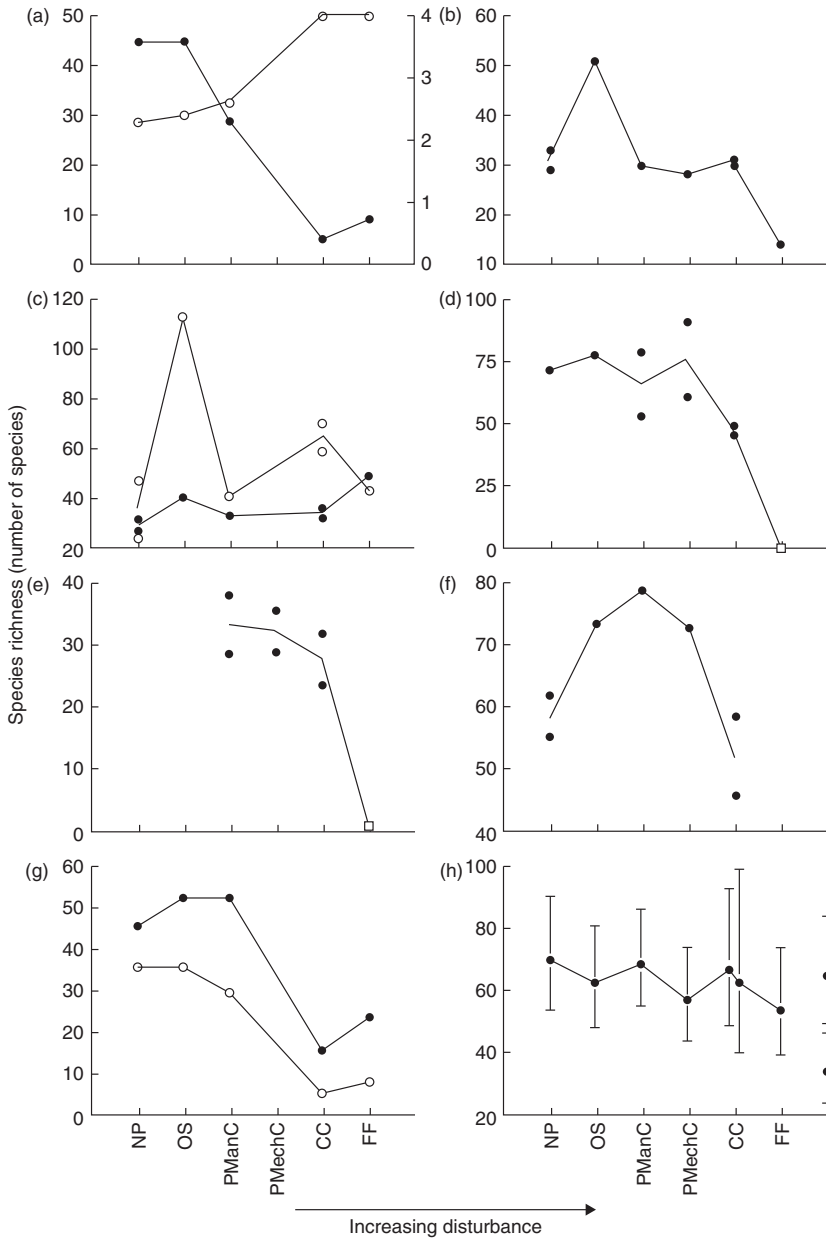 (a)
50
40
30
20
10
0
4
3
2
1
0
(b)
60
50
40
30
20
10
(c)
120
100
80
60
40
20
(d)
100
75
50
25
0
(e)
40
30
20
10
0
(f)
80
70
60
50
40
(g)
60
50
40
30
20
10
0
(h)
100
80
60
40
20
Species richness (number of species)
NP
OS
PManC
PMechC
CC
FF
NP
OS
PManC
PMechC
CC
FF
Increasing disturbance